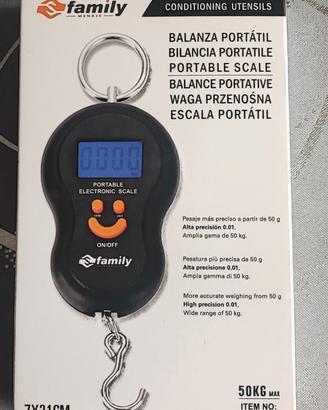 family
MENAJE
CONDITIONING UTENSILS
BALANZA PORTÁTIL
BILANCIA PORTATILE
PORTABLE SCALE
BALANCE PORTATIVE
WAGA PRZENOŚNA
ESCALA PORTÁTIL
0.000
PORTABLE
ELECTRONIC SCALE
ON/OFF
family
Pesaje más preciso a partir de 50 g
Alta precisión 0.01,
Amplia gama de 50 kg.
Pesatura più precisa da 50 g
Alta precisione 0,01,
Ampia gamma di 50 kg.
More accurate weighing from 50 g
High precision 0.01,
Wide range of 50 kg.
50KG MAX
7X21CM
ITEM NO: